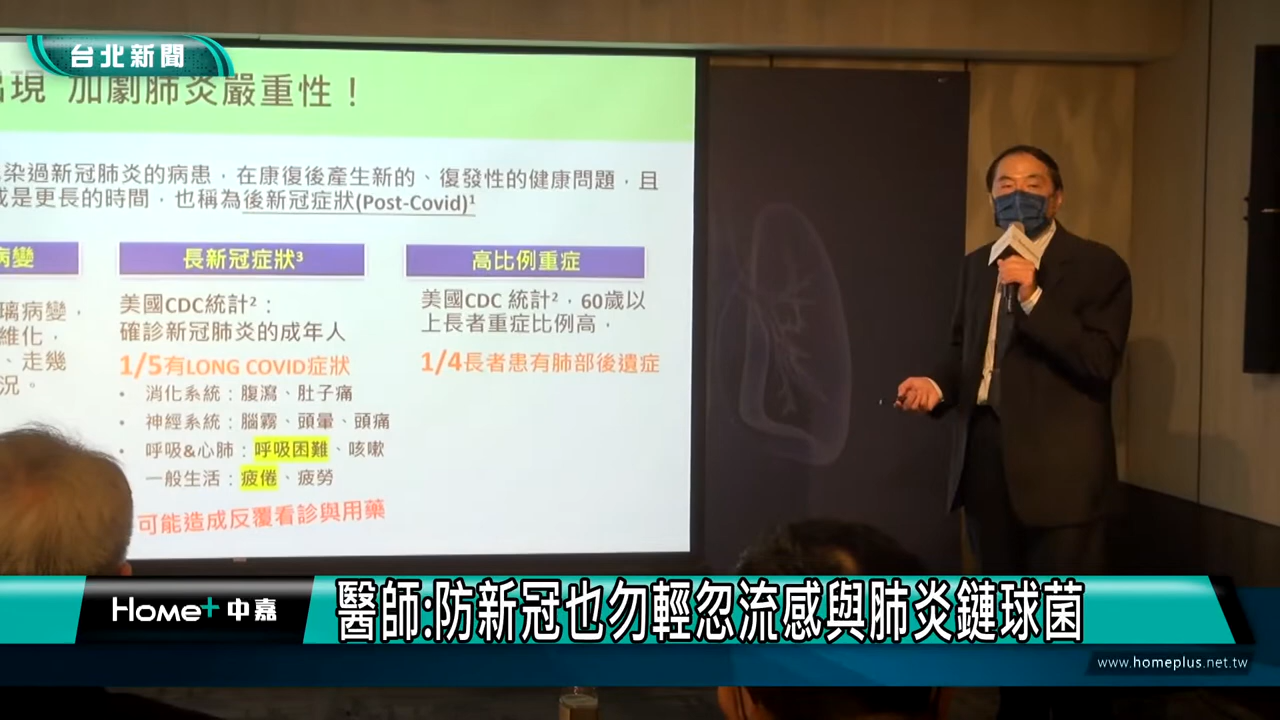 台北新聞
現 加劇肺炎嚴重性！
染過新冠肺炎的病患，在康復後產生新的、復發性的健康問題，且
或是更長的時間，也稱為後新冠症狀(Post-Covid)¹
病變
長新冠症狀³
高比例重症
璃病變，
維化，
、走幾
況。
美國CDC統計²：
確診新冠肺炎的成年人
1/5有LONG COVID症狀
• 消化系統：腹瀉、肚子痛
• 神經系統：腦霧、頭暈、頭痛
• 呼吸&心肺：呼吸困難、咳嗽
一般生活：疲倦、疲勞
可能造成反覆看診與用藥
美國CDC 統計²，60歲以
上長者重症比例高，
1/4長者患有肺部後遺症
Home+ 中嘉
醫師:防新冠也勿輕忽流感與肺炎鏈球菌
www.homeplus.net.tw